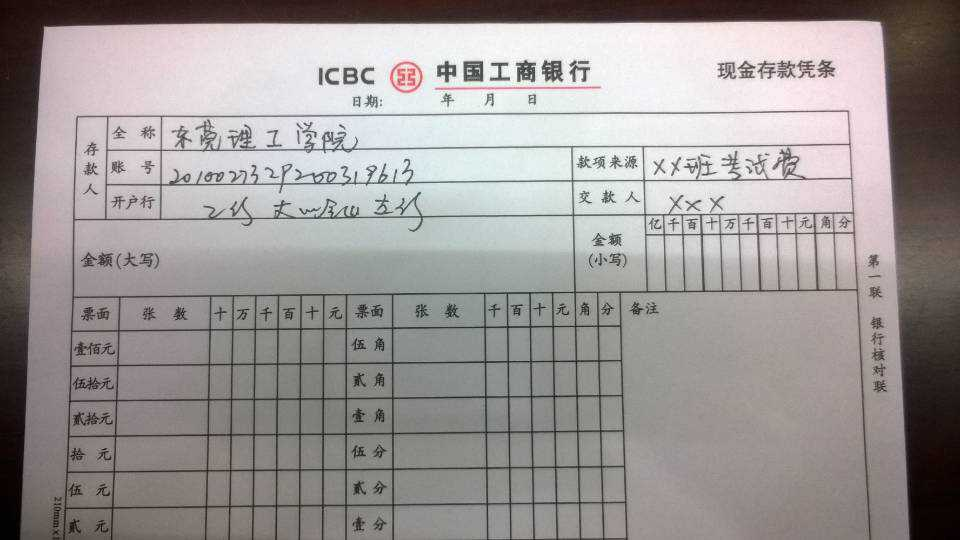 ICBC 中国工商银行 现金存款凭条
日期: 年 月 日
存款人 全称 东莞理工学院
账号 2010027329200319613 款项来源 XX班考试费
开户行 工行 大 支行 交款人 XXX
金额(大写) 金额(小写) 亿 千 百 十 万 千 百 十 元 角 分
票面 张数 十 万 千 百 十 元 票面 张数 千 百 十 元 角 分 备注
壹佰元 伍角
伍拾元 贰角
贰拾元 壹角
拾元 伍分
伍元 贰分
贰元 壹分
第一联 银行核对联
210mm×